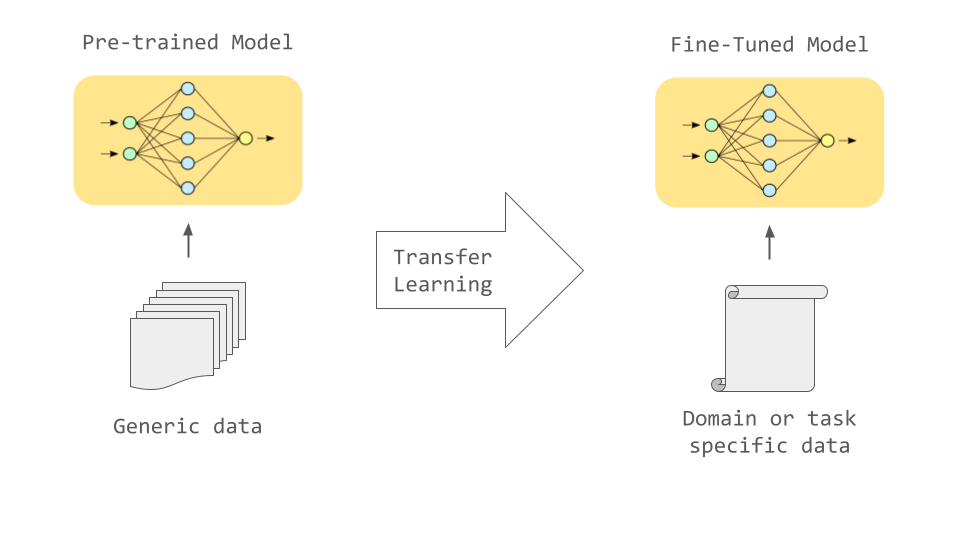 Pre-trained Model
Fine-Tuned Model
Transfer
Learning
Generic data
Domain or task
specific data